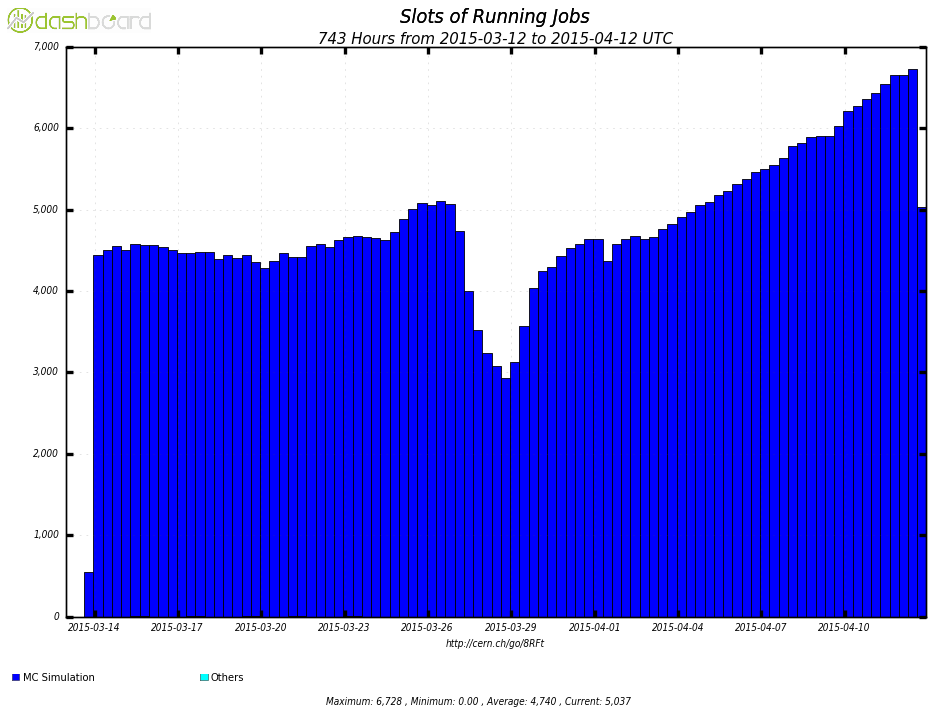 dashboard
Slots of Running Jobs
743 Hours from 2015-03-12 to 2015-04-12 UTC
7,000
6,000
5,000
4,000
3,000
2,000
1,000
0
2015-03-14 2015-03-17 2015-03-20 2015-03-23 2015-03-26 2015-03-29 2015-04-01 2015-04-04 2015-04-07 2015-04-10
http://cern.ch/go/8RFt
MC Simulation Others
Maximum: 6,728 , Minimum: 0.00 , Average: 4,740 , Current: 5,037